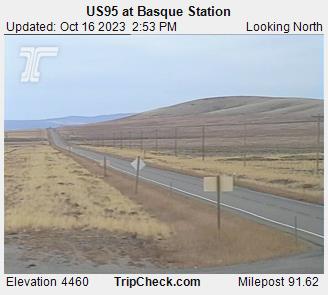 US95 at Basque Station
Updated: Oct 16 2023 2:53 PM Looking North
Elevation 4460 TripCheck.com Milepost 91.62